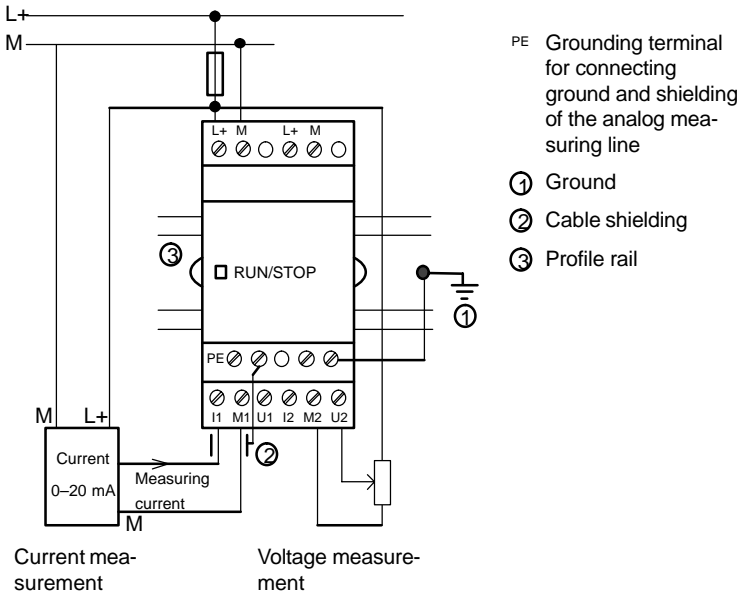 L+
M
L+ M L+ M
③ RUN/STOP
①
PE
I1 M1 U1 I2 M2 U2
②
M L+
Current
0–20 mA
Measuring
current
M
Current mea-
surement
Voltage measure-
ment
PE Grounding terminal
for connecting
ground and shielding
of the analog mea-
suring line
① Ground
② Cable shielding
③ Profile rail